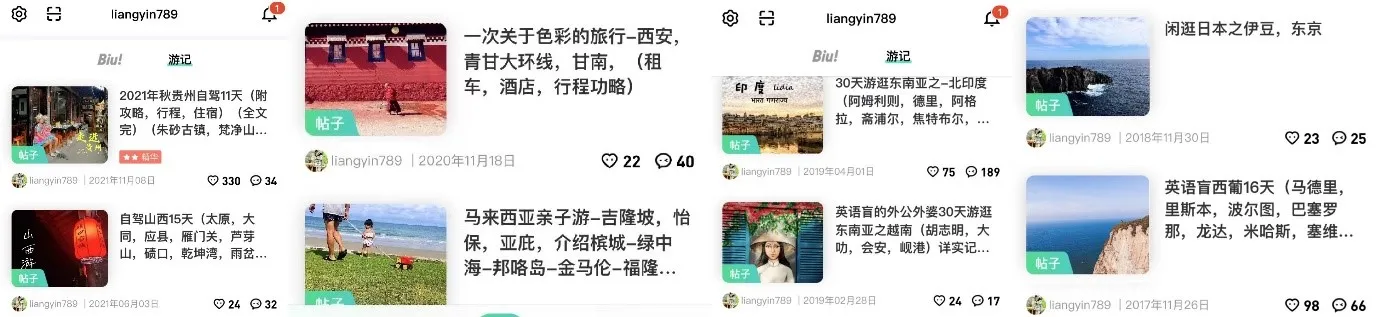 liangyin789
1
Biu!
游记
2021年秋贵州自驾11天（附
攻略，行程，住宿）（全文
完）（朱砂古镇，梵净山...
走进
贵州
帖子
精华
liangyin789 | 2021年11月08日
330
34
自驾山西15天（太原，大
同，应县，雁门关，芦芽
山，碛口，乾坤湾，雨岔...
山西游
帖子
liangyin789 | 2021年06月03日
24
32
一次关于色彩的旅行-西安，
青甘大环线，甘南，（租
车，酒店，行程功略）
帖子
liangyin789 | 2020年11月18日
22
40
马来西亚亲子游-吉隆坡，怡
保，亚庇，介绍槟城-绿中
海-邦咯岛-金马伦-福隆...
帖子
liangyin789
1
Biu!
游记
30天游逛东南亚之-北印度
（阿姆利则，德里，阿格
拉，斋浦尔，焦特布尔，...
印度
帖子
liangyin789 | 2019年04月01日
75
189
英语盲的外公外婆30天游逛
东南亚之越南（胡志明，大
叻，会安，岘港）详实记...
帖子
liangyin789 | 2019年02月28日
24
17
闲逛日本之伊豆，东京
帖子
liangyin789 | 2018年11月30日
23
25
英语盲西葡16天（马德里，
里斯本，波尔图，巴塞罗
那，龙达，米哈斯，塞维...
帖子
liangyin789 | 2017年11月26日
98
66